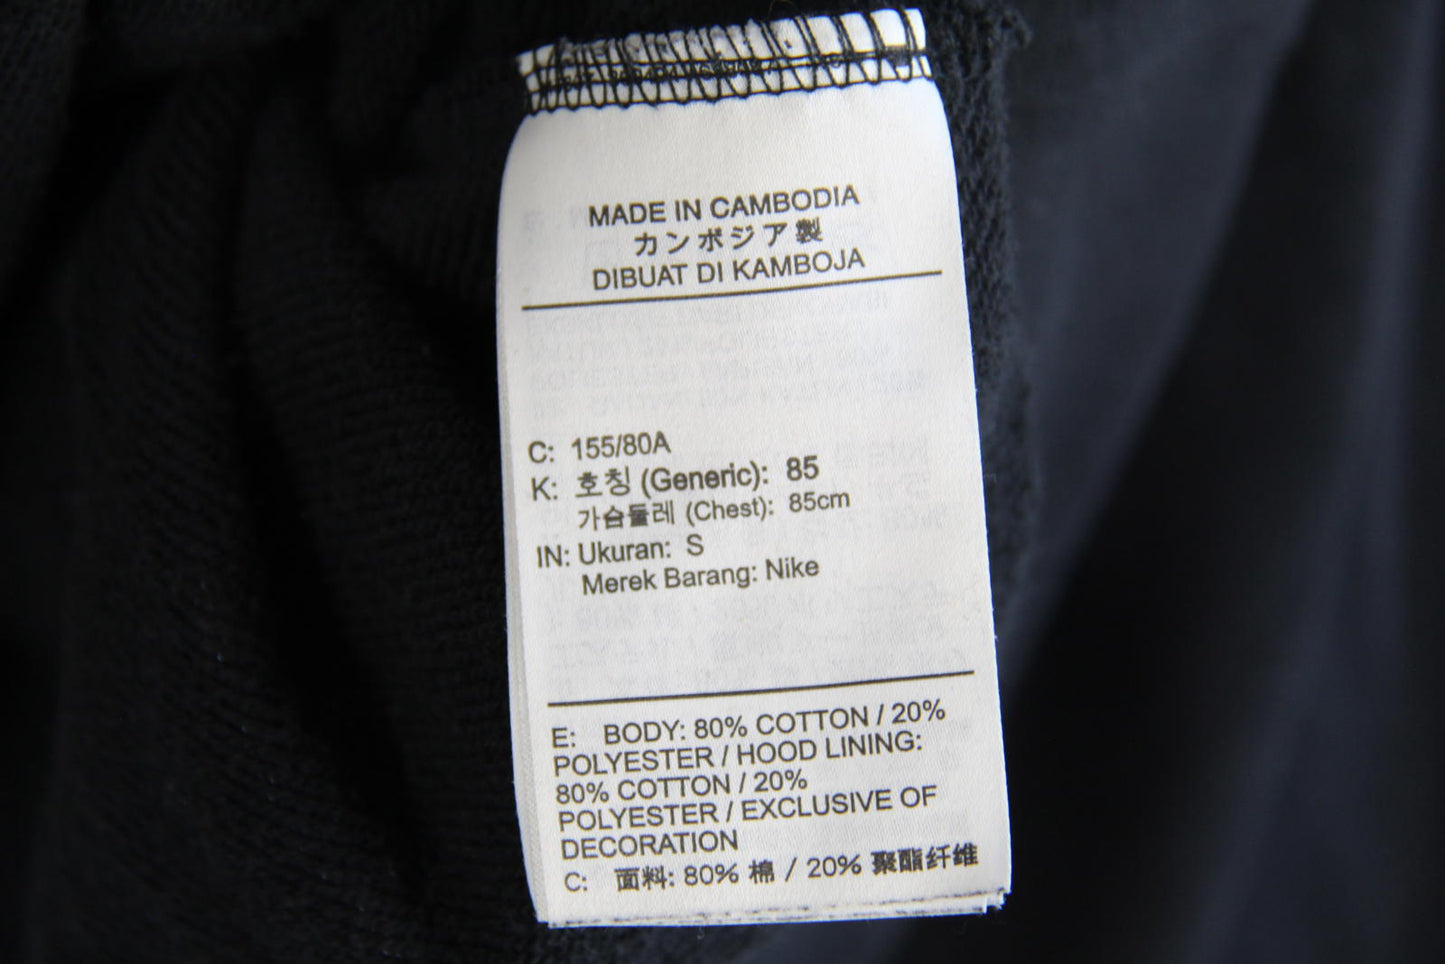 MADE IN CAMBODIA
カンボジア製
DIBUAT DI KAMBOJA
C: 155/80A
K: 호칭 (Generic): 85
가슴둘레 (Chest): 85cm
IN: Ukuran: S
Merek Barang: Nike
E: BODY: 80% COTTON / 20%
POLYESTER / HOOD LINING:
80% COTTON / 20%
POLYESTER / EXCLUSIVE OF
DECORATION
C: 面料: 80% 棉 / 20% 聚酯纤维